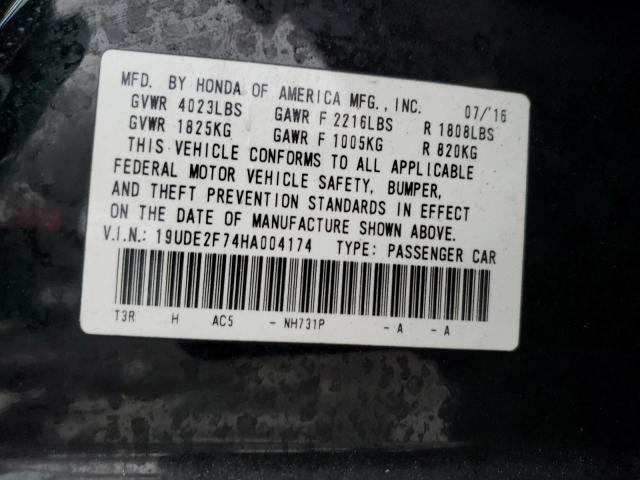 MFD. BY HONDA OF AMERICA MFG., INC. 07/'16
GVWR 4023LBS GAWR F 2216LBS R 1808LBS
GVWR 1825KG GAWR F 1005KG R 820KG
THIS VEHICLE CONFORMS TO ALL APPLICABLE
FEDERAL MOTOR VEHICLE SAFETY, BUMPER,
AND THEFT PREVENTION STANDARDS IN EFFECT
ON THE DATE OF MANUFACTURE SHOWN ABOVE.
V.I.N.: 19UDE2F74HA004174 TYPE: PASSENGER CAR
T3R H AC5 - NH731P - A - A